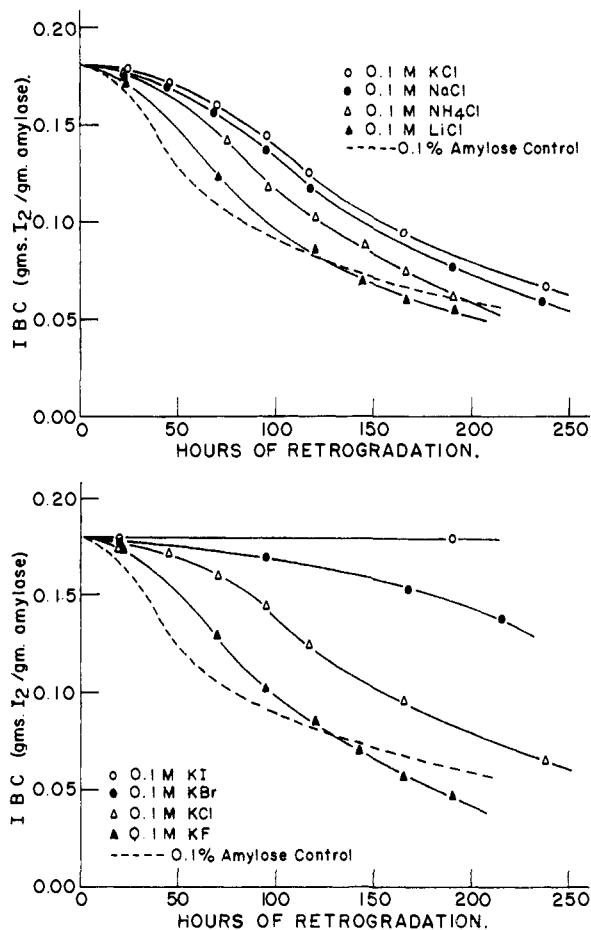 0.20
0.15
0.10
0.05
0.00
I B C (gms. I2 /gm. amylose).
O 0.1 M KCl
● 0.1 M NaCl
△ 0.1 M NH4Cl
▲ 0.1 M LiCl
----0.1% Amylose Control
0 50 100 150 200 250
HOURS OF RETROGRADATION.
0.20
0.15
0.10
0.05
0.00
I B C (gms. I2 /gm. amylose)
O 0.1 M KI
● 0.1 M KBr
△ 0.1 M KCl
▲ 0.1 M KF
---- 0.1% Amylose Control
0 50 100 150 200 250
HOURS OF RETROGRADATION.